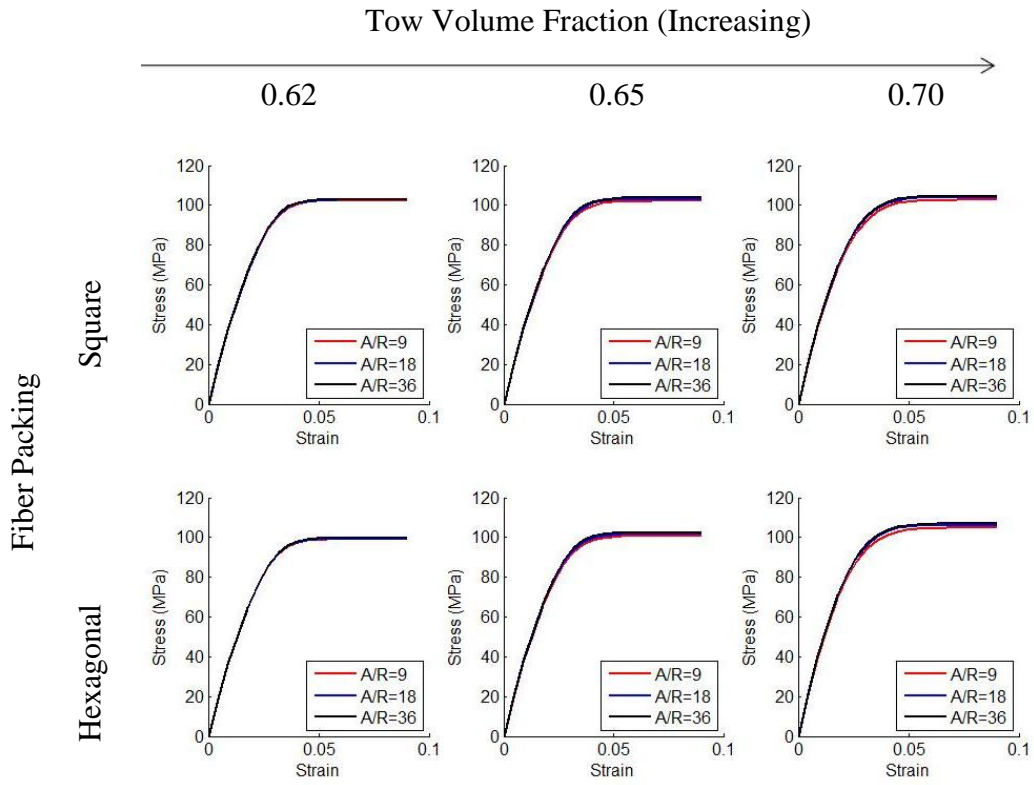 Tow Volume Fraction (Increasing)
0.62 0.65 0.70
Fiber Packing
Square
120
100
80
60
40
20
0
Stress (MPa)
0 0.05 0.1
Strain
A/R=9
A/R=18
A/R=36
120
100
80
60
40
20
0
Stress (MPa)
0 0.05 0.1
Strain
A/R=9
A/R=18
A/R=36
120
100
80
60
40
20
0
Stress (MPa)
0 0.05 0.1
Strain
A/R=9
A/R=18
A/R=36
Hexagonal
120
100
80
60
40
20
0
Stress (MPa)
0 0.05 0.1
Strain
A/R=9
A/R=18
A/R=36
120
100
80
60
40
20
0
Stress (MPa)
0 0.05 0.1
Strain
A/R=9
A/R=18
A/R=36
120
100
80
60
40
20
0
Stress (MPa)
0 0.05 0.1
Strain
A/R=9
A/R=18
A/R=36